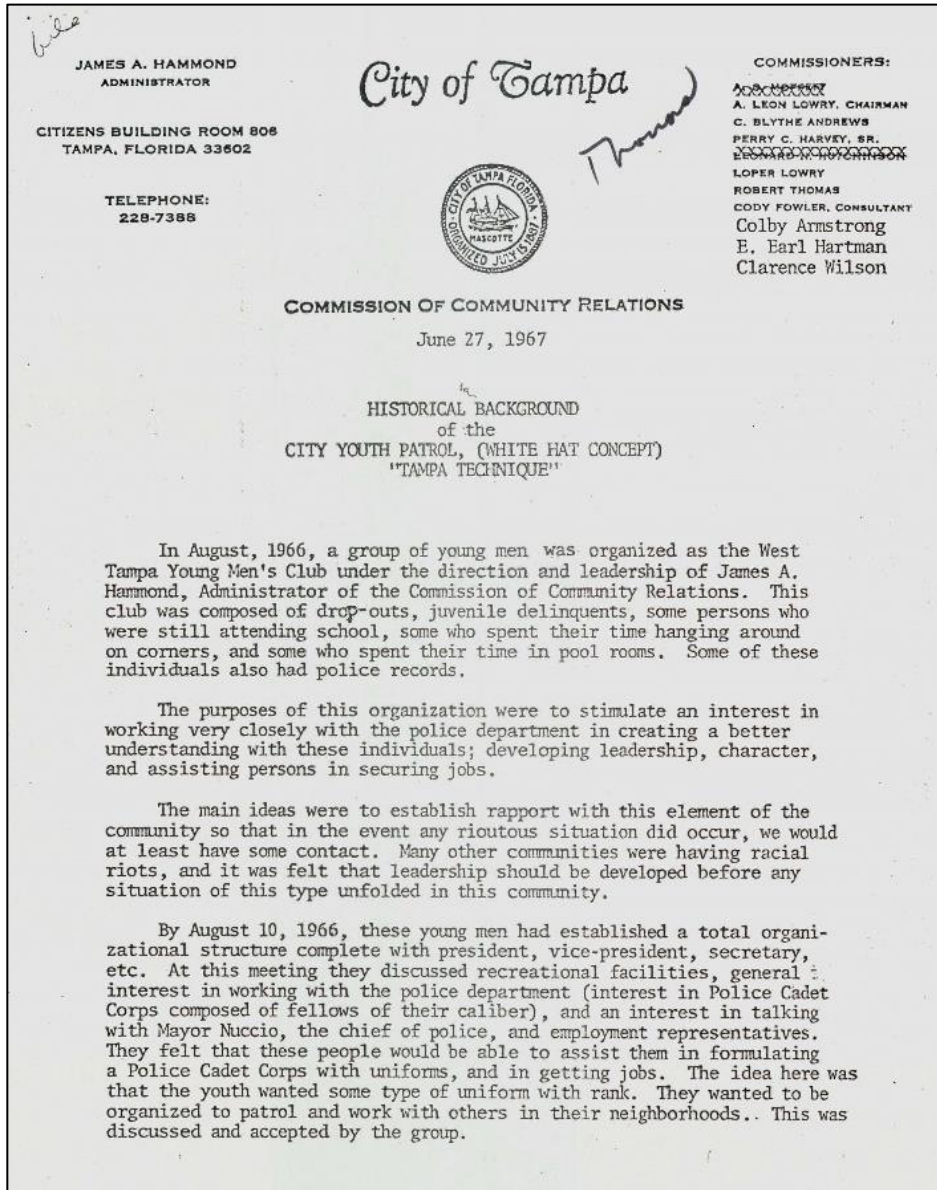 JAMES A. HAMMOND
ADMINISTRATOR
CITIZENS BUILDING ROOM 806
TAMPA, FLORIDA 33602
TELEPHONE:
228-7388
City of Tampa
Thomas
CITY OF TAMPA FLORIDA
MASCOTTE
ORGANIZED JULY 15 1887
COMMISSIONERS:
A. LEON LOWRY, CHAIRMAN
C. BLYTHE ANDREWS
PERRY C. HARVEY, SR.
LEONARD N. HUTCHINSON
LOPER LOWRY
ROBERT THOMAS
CODY FOWLER, CONSULTANT
Colby Armstrong
E. Earl Hartman
Clarence Wilson
COMMISSION OF COMMUNITY RELATIONS
June 27, 1967
HISTORICAL BACKGROUND
of the
CITY YOUTH PATROL, (WHITE HAT CONCEPT)
"TAMPA TECHNIQUE"
In August, 1966, a group of young men was organized as the West
Tampa Young Men's Club under the direction and leadership of James A.
Hammond, Administrator of the Commission of Community Relations. This
club was composed of drop-outs, juvenile delinquents, some persons who
were still attending school, some who spent their time hanging around
on corners, and some who spent their time in pool rooms. Some of these
individuals also had police records.
The purposes of this organization were to stimulate an interest in
working very closely with the police department in creating a better
understanding with these individuals; developing leadership, character,
and assisting persons in securing jobs.
The main ideas were to establish rapport with this element of the
community so that in the event any rioutous situation did occur, we would
at least have some contact. Many other communities were having racial
riots, and it was felt that leadership should be developed before any
situation of this type unfolded in this community.
By August 10, 1966, these young men had established a total organi-
zational structure complete with president, vice-president, secretary,
etc. At this meeting they discussed recreational facilities, general
interest in working with the police department (interest in Police Cadet
Corps composed of fellows of their caliber), and an interest in talking
with Mayor Nuccio, the chief of police, and employment representatives.
They felt that these people would be able to assist them in formulating
a Police Cadet Corps with uniforms, and in getting jobs. The idea here was
that the youth wanted some type of uniform with rank. They wanted to be
organized to patrol and work with others in their neighborhoods.. This was
discussed and accepted by the group.